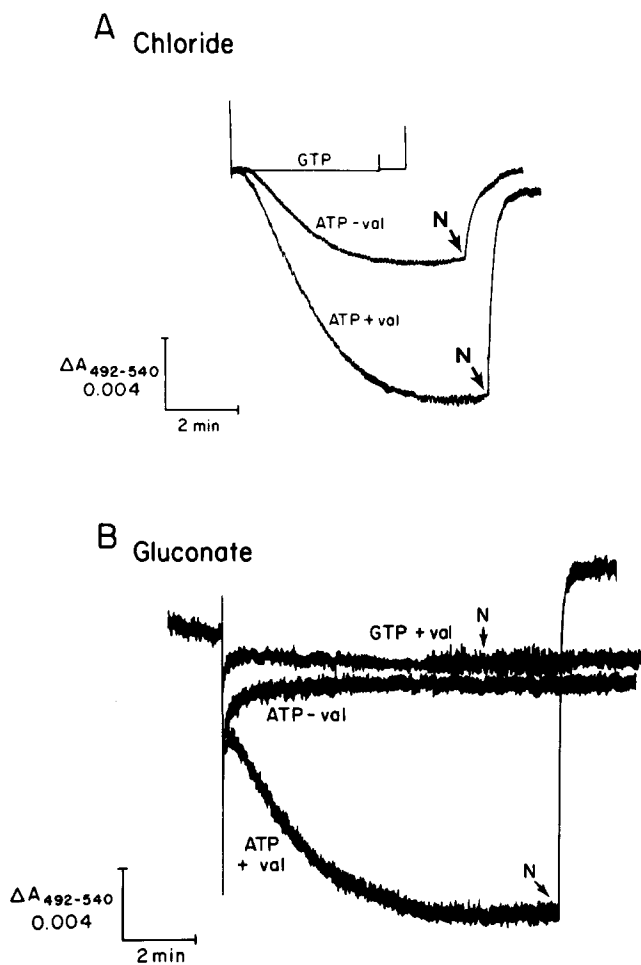 A Chloride
GTP
ATP - val
N
ATP + val
N
ΔA492-540
0.004
2 min
B Gluconate
N
GTP + val
ATP - val
ATP
+ val
N
ΔA492-540
0.004
2 min